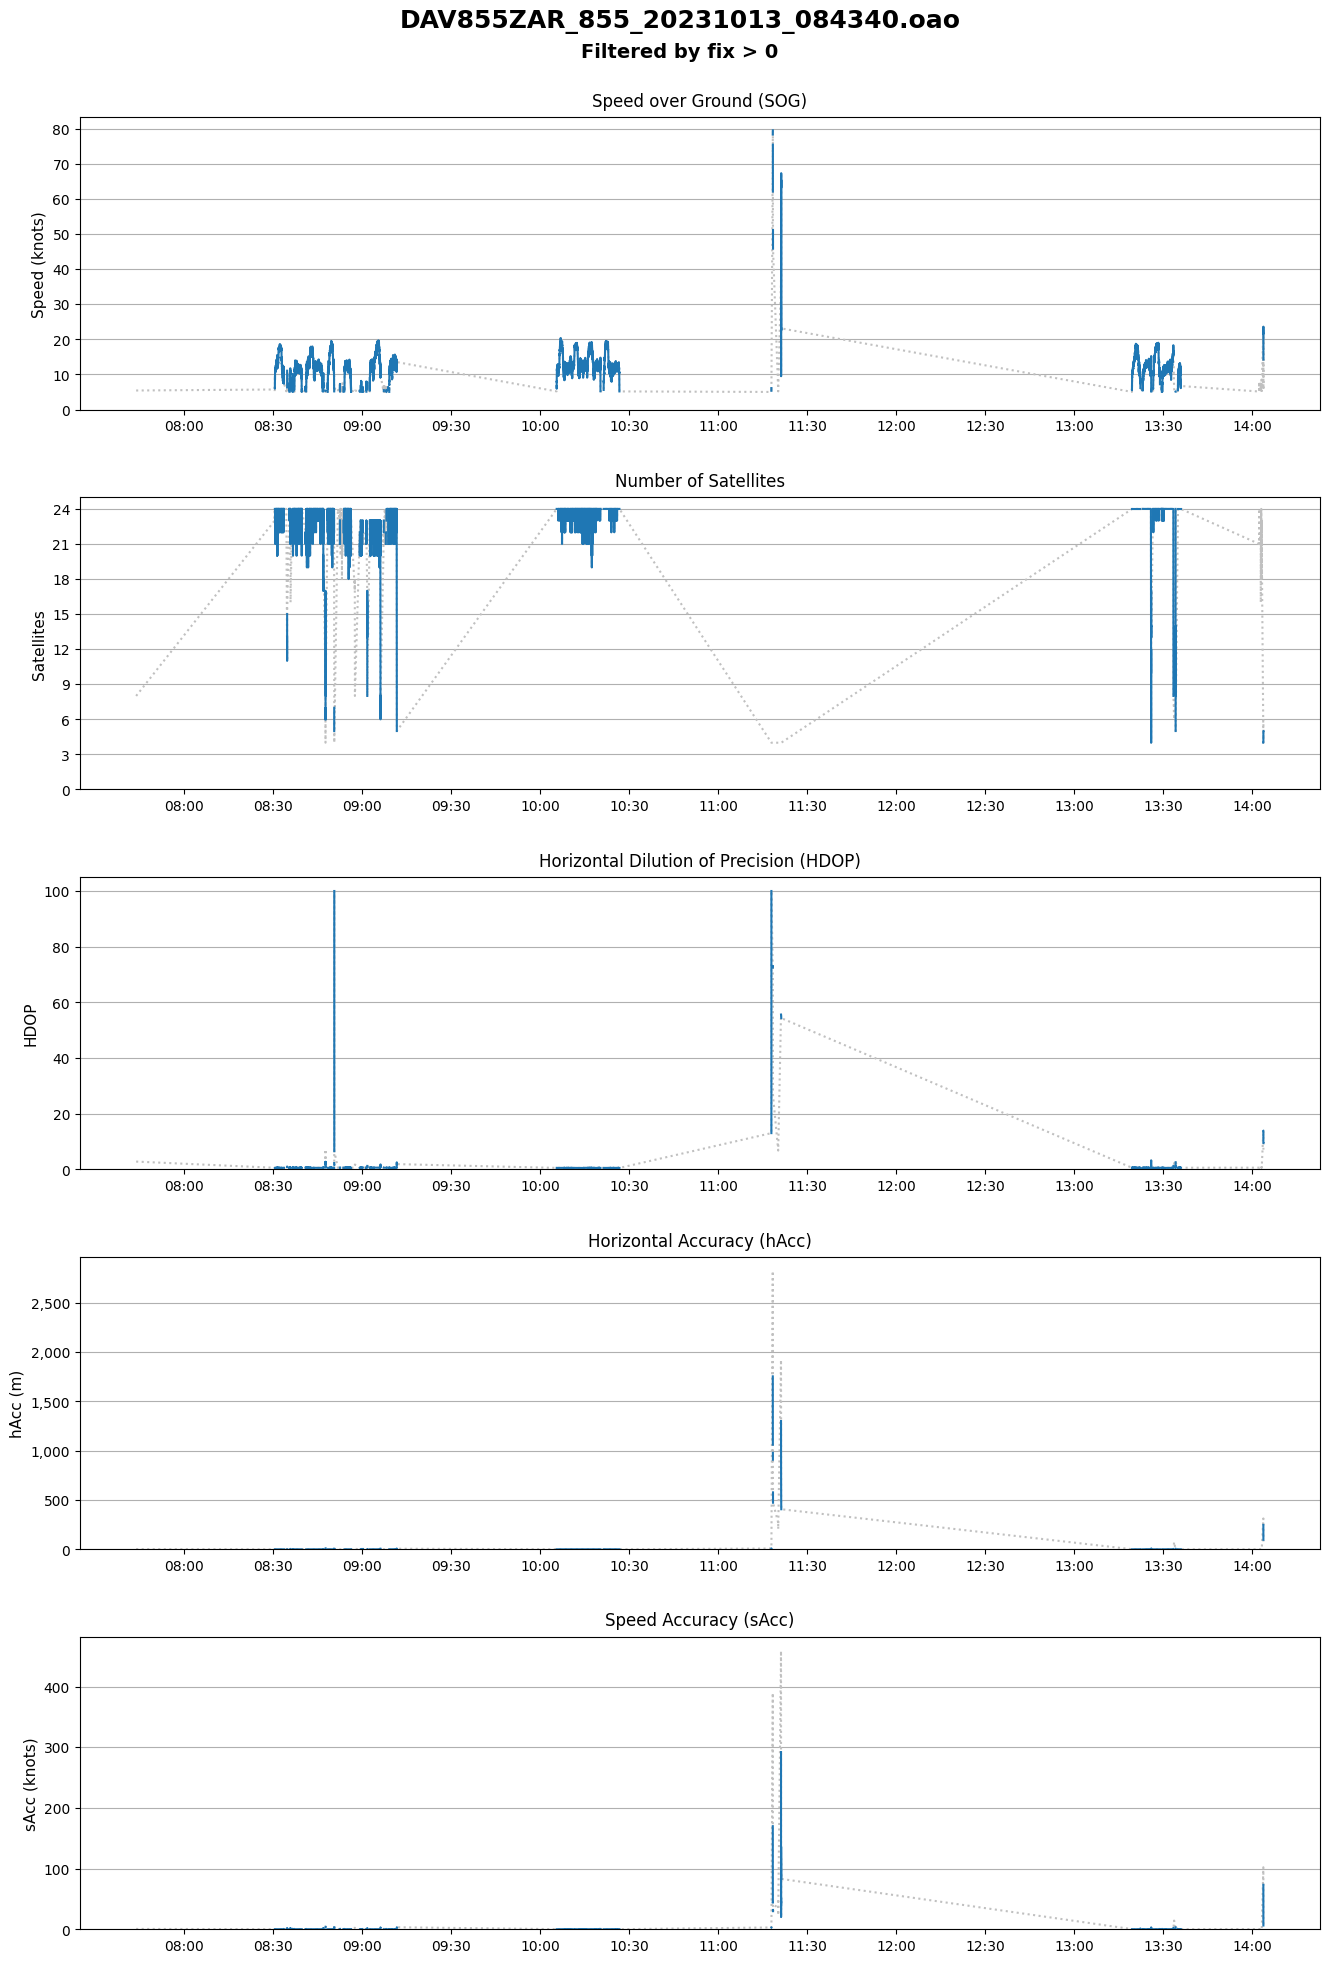 DAV855ZAR_855_20231013_084340.oao
Filtered by fix > 0
Speed over Ground (SOG)
Speed (knots)
80
70
60
50
40
30
20
10
0
08:00 08:30 09:00 09:30 10:00 10:30 11:00 11:30 12:00 12:30 13:00 13:30 14:00
Number of Satellites
Satellites
24
21
18
15
12
9
6
3
0
08:00 08:30 09:00 09:30 10:00 10:30 11:00 11:30 12:00 12:30 13:00 13:30 14:00
Horizontal Dilution of Precision (HDOP)
HDOP
100
80
60
40
20
0
08:00 08:30 09:00 09:30 10:00 10:30 11:00 11:30 12:00 12:30 13:00 13:30 14:00
Horizontal Accuracy (hAcc)
hAcc (m)
2,500
2,000
1,500
1,000
500
0
08:00 08:30 09:00 09:30 10:00 10:30 11:00 11:30 12:00 12:30 13:00 13:30 14:00
Speed Accuracy (sAcc)
sAcc (knots)
400
300
200
100
0
08:00 08:30 09:00 09:30 10:00 10:30 11:00 11:30 12:00 12:30 13:00 13:30 14:00